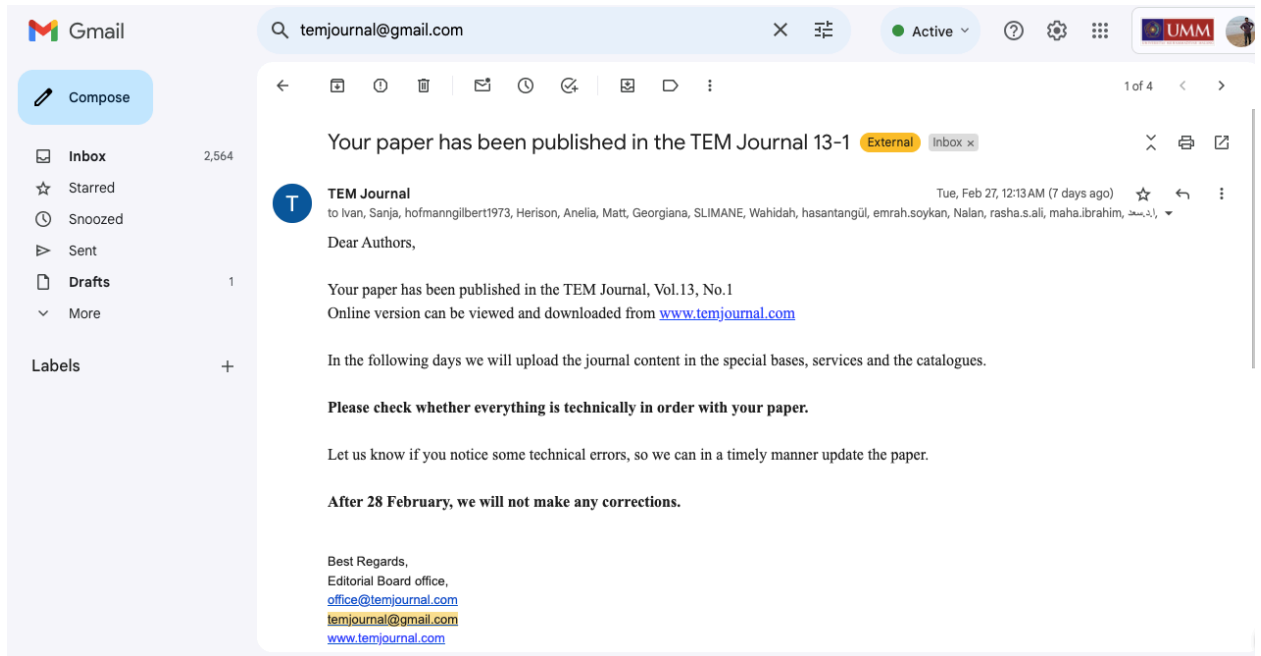 Gmail
temjournal@gmail.com
Active
UMM
Compose
1 of 4
Inbox 2,564
Starred
Snoozed
Sent
Drafts 1
More
Labels
Your paper has been published in the TEM Journal 13-1 External Inbox ×
T
TEM Journal Tue, Feb 27, 12:13 AM (7 days ago)
to Ivan, Sanja, hofmanngilbert1973, Herison, Anelia, Matt, Georgiana, SLIMANE, Wahidah, hasantangül, emrah.soykan, Nalan, rasha.s.ali, maha.ibrahim,
Dear Authors,
Your paper has been published in the TEM Journal, Vol.13, No.1
Online version can be viewed and downloaded from www.temjournal.com
In the following days we will upload the journal content in the special bases, services and the catalogues.
Please check whether everything is technically in order with your paper.
Let us know if you notice some technical errors, so we can in a timely manner update the paper.
After 28 February, we will not make any corrections.
Best Regards,
Editorial Board office,
office@temjournal.com
temjournal@gmail.com
www.temjournal.com